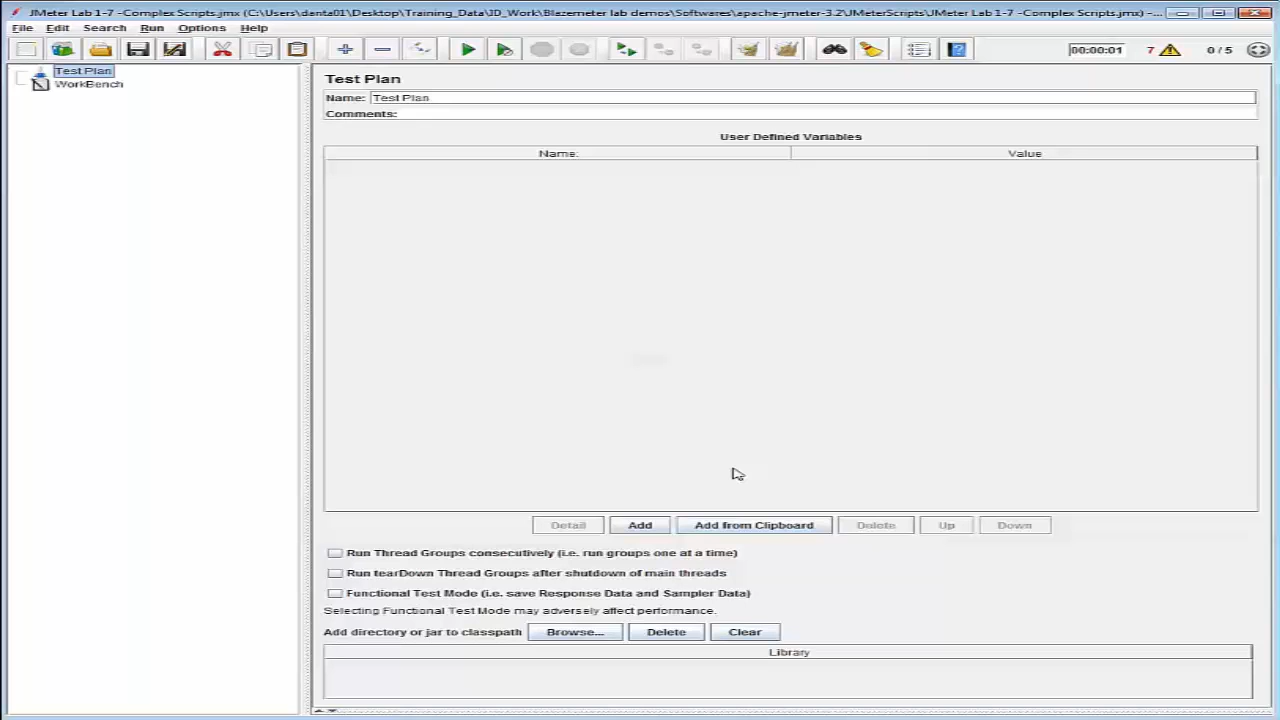 JMeter Lab 1-7 -Complex Scripts.jmx (C:\Users\danta01\Desktop\Training_Data\JD_Work\Blazemeter lab demos\Softwares\apache-jmeter-3.2\JMeterScripts\JMeter Lab 1-7 -Complex Scripts.jmx) -...
File Edit Search Run Options Help
00:00:01 7 0 / 5
Test Plan
WorkBench
Test Plan
Name: Test Plan
Comments:
User Defined Variables
Name: Value
Detail Add Add from Clipboard Delete Up Down
Run Thread Groups consecutively (i.e. run groups one at a time)
Run tearDown Thread Groups after shutdown of main threads
Functional Test Mode (i.e. save Response Data and Sampler Data)
Selecting Functional Test Mode may adversely affect performance.
Add directory or jar to classpath Browse... Delete Clear
Library